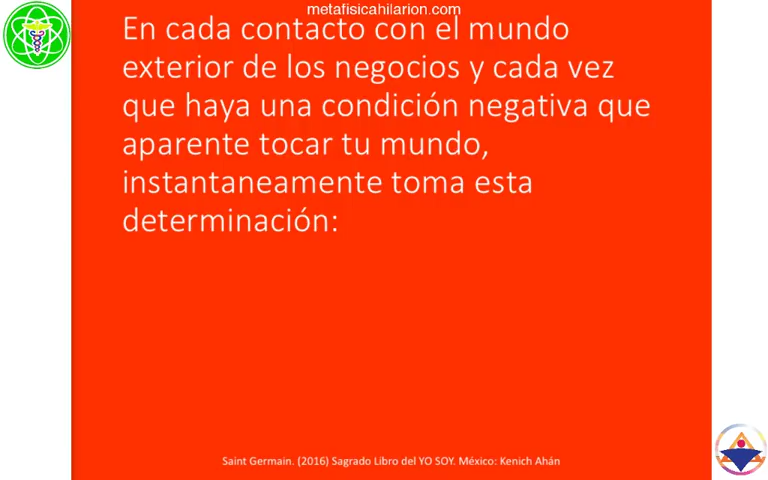 metafisicahilarion.com
En cada contacto con el mundo
exterior de los negocios y cada vez
que haya una condición negativa que
aparente tocar tu mundo,
instantaneamente toma esta
determinación:
Saint Germain. (2016) Sagrado Libro del YO SOY. México: Kenich Ahán